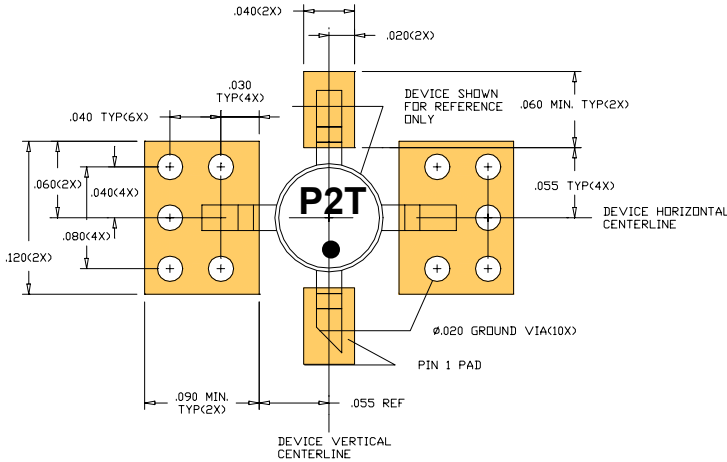 .040(2X)
.020(2X)
.030
TYP(4X)
DEVICE SHOWN
FOR REFERENCE
ONLY
.060 MIN. TYP(2X)
.040 TYP(6X)
.060(2X)
.040(4X)
.055 TYP(4X)
P2T
DEVICE HORIZONTAL
CENTERLINE
.080(4X)
.120(2X)
Ø.020 GROUND VIA(10X)
PIN 1 PAD
.090 MIN.
TYP(2X)
.055 REF
DEVICE VERTICAL
CENTERLINE